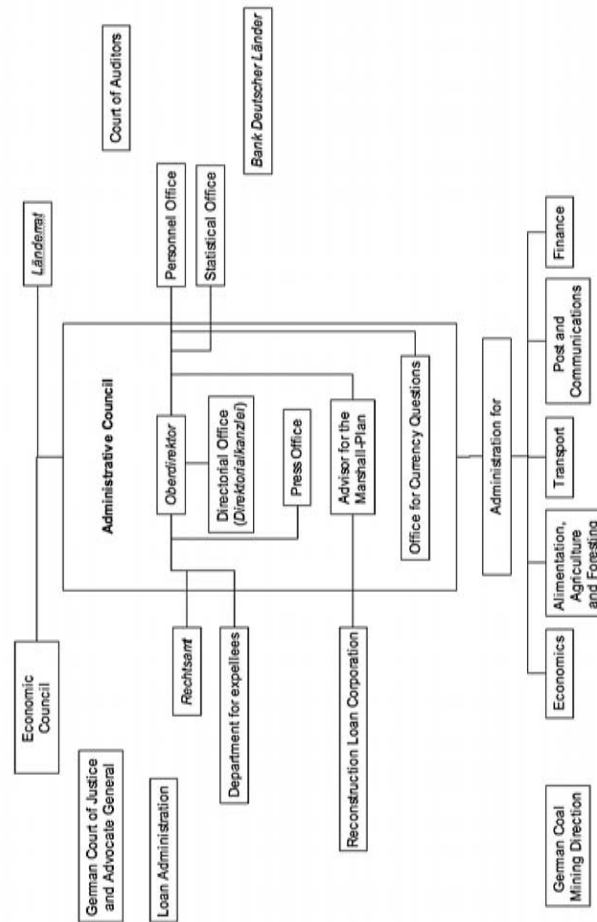 Economic
Council
Länderrat
German Court of Justice
and Advocate General
Court of Auditors
Administrative Council
Loan Administration
Rechtsamt
Oberdirektor
Personnel Office
Department for expellees
Directorial Office
(Direktorialkanzlei)
Statistical Office
Bank Deutscher Länder
Press Office
Reconstruction Loan Corporation
Advisor for the
Marshall-Plan
Office for Currency Questions
Administration for
German Coal
Mining Direction
Economics
Alimentation,
Agriculture
and Foresting
Transport
Post and
Communications
Finance